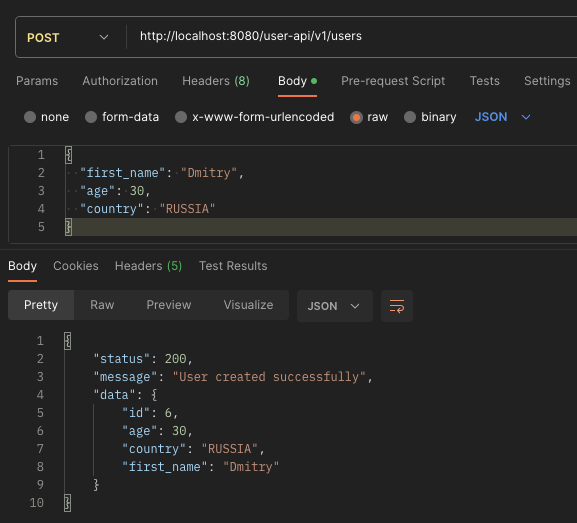 POST http://localhost:8080/user-api/v1/users
Params Authorization Headers (8) Body Pre-request Script Tests Settings
none form-data x-www-form-urlencoded raw binary JSON
1 {
2 "first_name": "Dmitry",
3 "age": 30,
4 "country": "RUSSIA"
5 }
Body Cookies Headers (5) Test Results
Pretty Raw Preview Visualize JSON
1 {
2 "status": 200,
3 "message": "User created successfully",
4 "data": {
5 "id": 6,
6 "age": 30,
7 "country": "RUSSIA",
8 "first_name": "Dmitry"
9 }
10 }